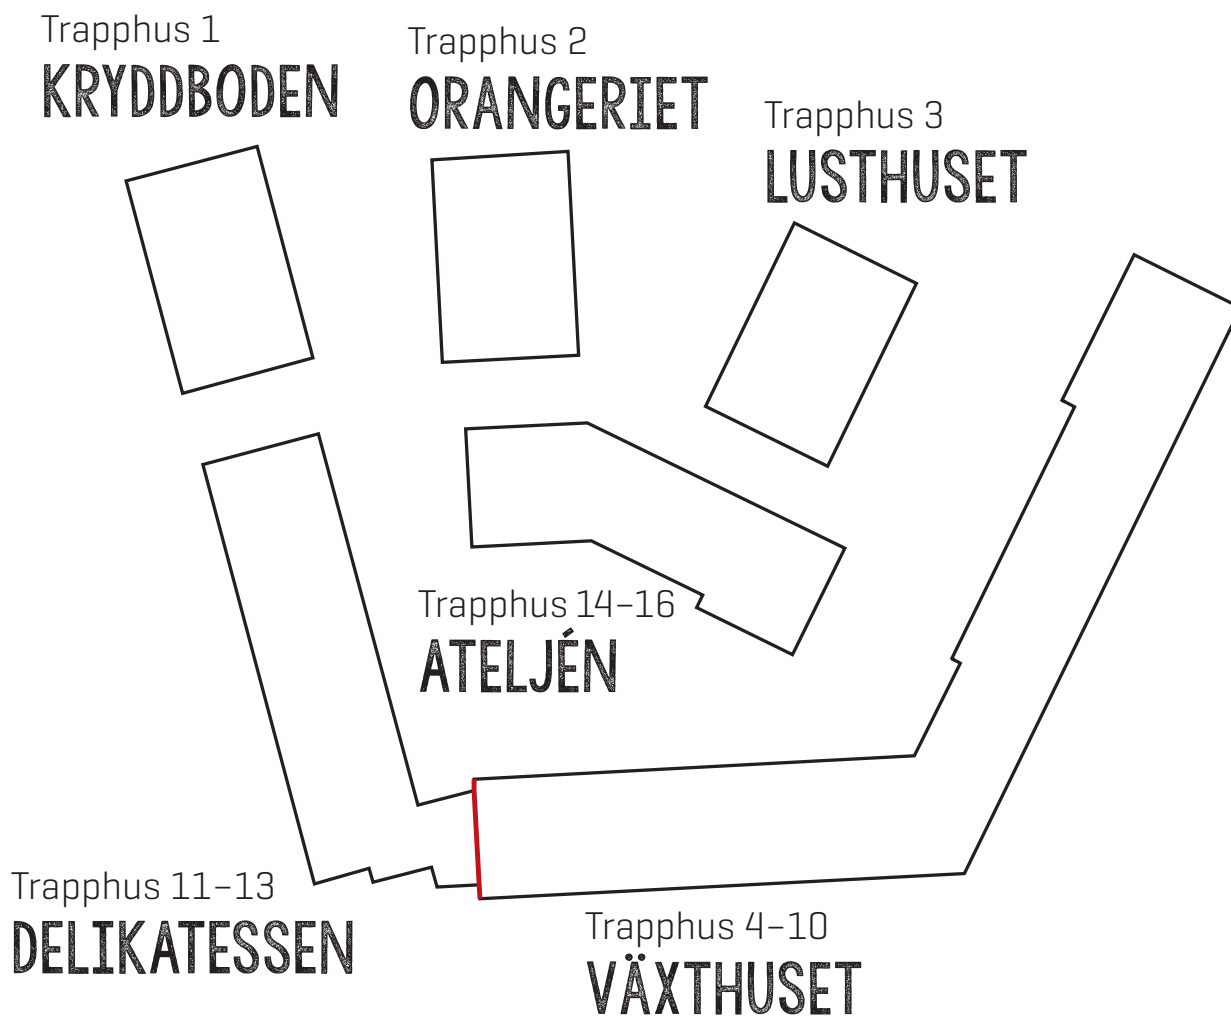 Trapphus 1
KRYDDBODEN
Trapphus 2
ORANGERIET
Trapphus 3
LUSTHUSET
Trapphus 14–16
ATELJÉN
Trapphus 11–13
DELIKATESSEN
Trapphus 4–10
VÄXTHUSET